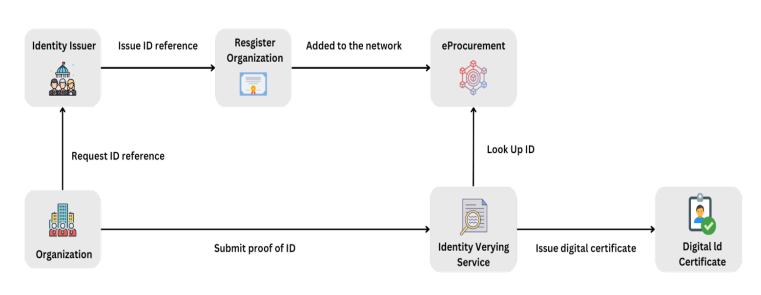 Identity Issuer
Issue ID reference
Resgister
Organization
Added to the network
eProcurement
Request ID reference
Look Up ID
Organization
Submit proof of ID
Identity Verying
Service
Issue digital certificate
Digital Id
Certificate